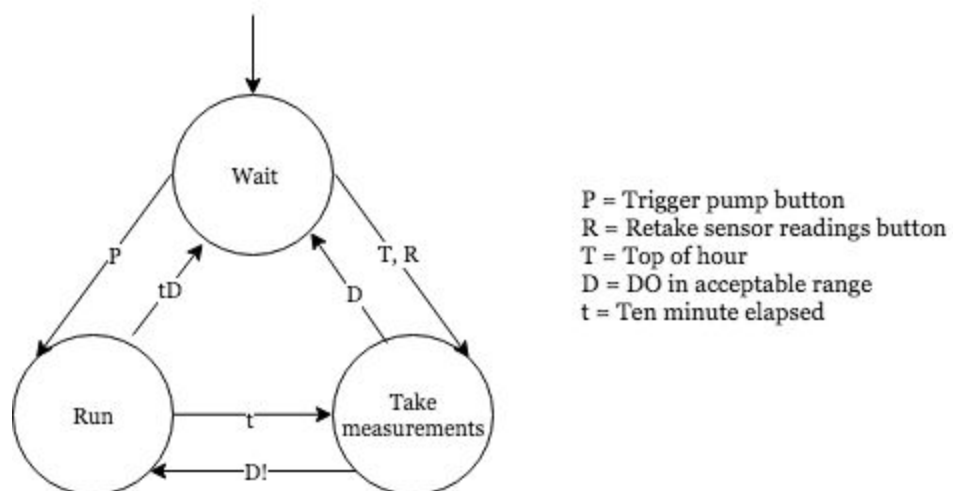 Wait
P
tD
D
T, R
Run
t
D!
Take
measurements
P = Trigger pump button
R = Retake sensor readings button
T = Top of hour
D = DO in acceptable range
t = Ten minute elapsed